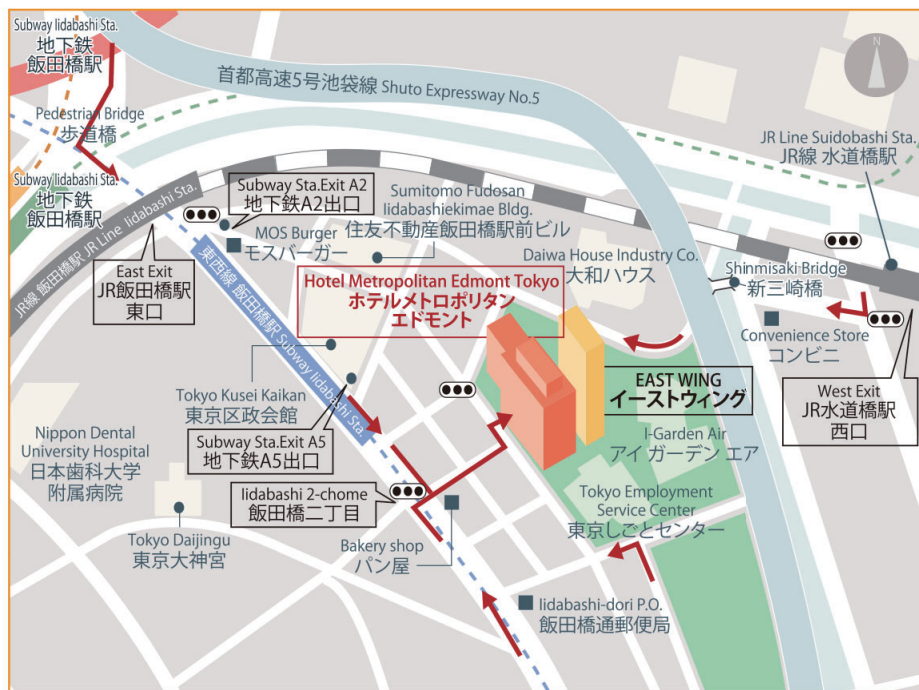 Subway Iidabashi Sta.
地下鉄
飯田橋駅
首都高速5号池袋線 Shuto Expressway No.5
N
Pedestrian Bridge
歩道橋
JR Line Suidobashi Sta.
JR線 水道橋駅
Subway Iidabashi Sta.
地下鉄
飯田橋駅
Subway Sta.Exit A2
地下鉄A2出口
Sumitomo Fudosan
Iidabashiekimae Bldg.
住友不動産飯田橋駅前ビル
MOS Burger
モスバーガー
JR線 飯田橋駅 JR Line Iidabashi Sta.
East Exit
JR飯田橋駅
東口
Daiwa House Industry Co.
大和ハウス
Shinmisaki Bridge
新三崎橋
Hotel Metropolitan Edmont Tokyo
ホテルメトロポリタン
エドモント
東西線 飯田橋駅 Subway Iidabashi Sta.
Convenience Store
コンビニ
EAST WING
イーストウィング
West Exit
JR水道橋駅
西口
Tokyo Kusei Kaikan
東京区政会館
Subway Sta.Exit A5
地下鉄A5出口
I-Garden Air
アイ ガーデン エア
Nippon Dental
University Hospital
日本歯科大学
附属病院
Iidabashi 2-chome
飯田橋二丁目
Tokyo Employment
Service Center
東京しごとセンター
Tokyo Daijingu
東京大神宮
Bakery shop
パン屋
Iidabashi-dori P.O.
飯田橋通郵便局